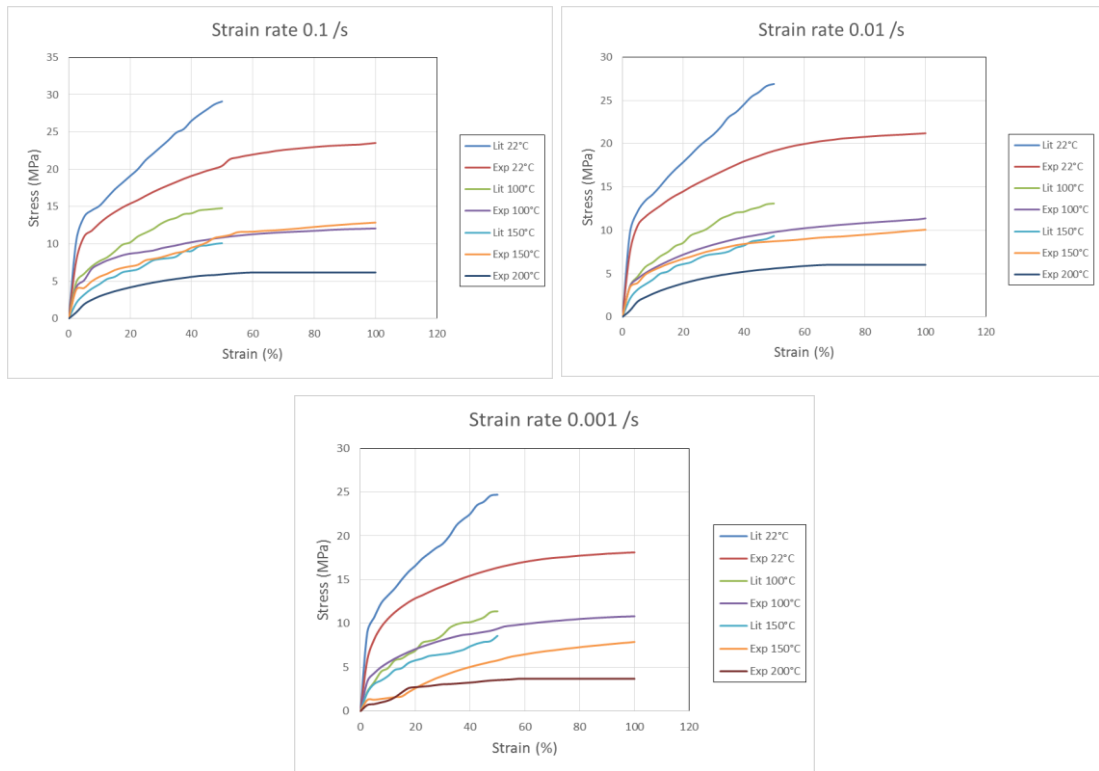 Strain rate 0.1 /s
Stress (MPa)
35
30
25
20
15
10
5
0
0 20 40 60 80 100 120
Strain (%)
Lit 22°C
Exp 22°C
Lit 100°C
Exp 100°C
Lit 150°C
Exp 150°C
Exp 200°C
Strain rate 0.01 /s
Stress (MPa)
30
25
20
15
10
5
0
0 20 40 60 80 100 120
Strain (%)
Lit 22°C
Exp 22°C
Lit 100°C
Exp 100°C
Lit 150°C
Exp 150°C
Exp 200°C
Strain rate 0.001 /s
Stress (MPa)
30
25
20
15
10
5
0
0 20 40 60 80 100 120
Strain (%)
Lit 22°C
Exp 22°C
Lit 100°C
Exp 100°C
Lit 150°C
Exp 150°C
Exp 200°C